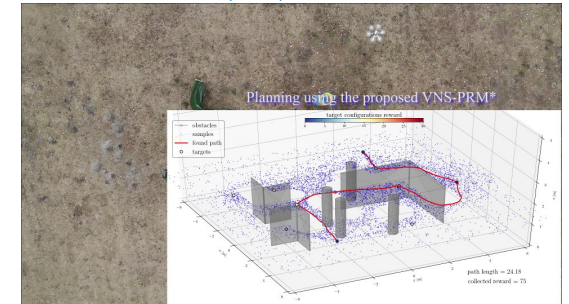 Planning using the proposed VNS-PRM*
target configurations reward
obstacles
samples
found path
targets
path length = 24.18
collected reward = 75